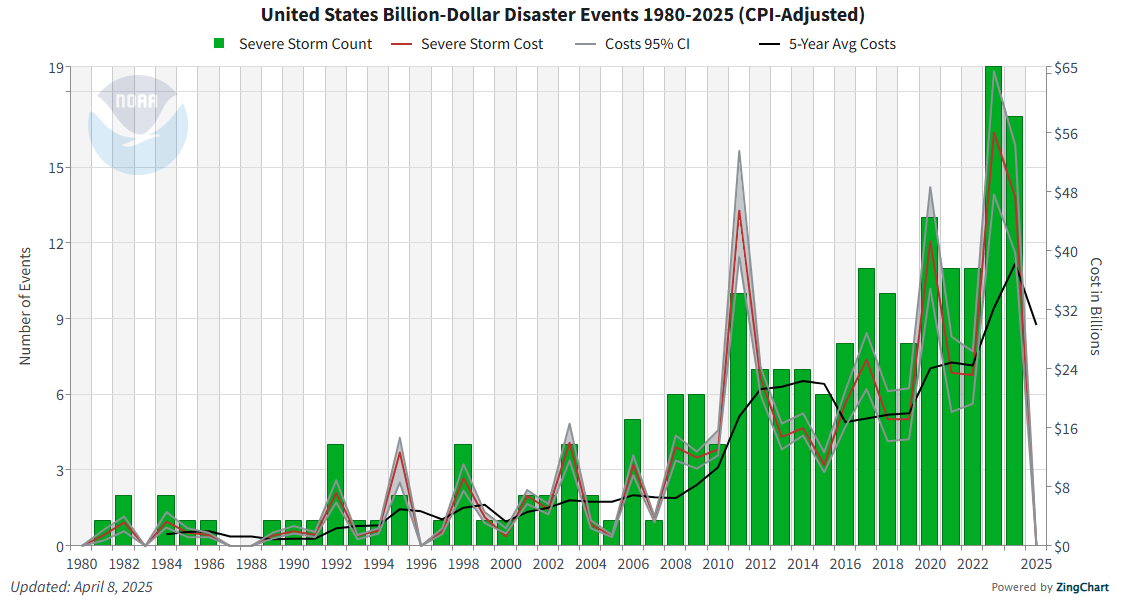 United States Billion-Dollar Disaster Events 1980-2025 (CPI-Adjusted)
Severe Storm Count Severe Storm Cost Costs 95% CI 5-Year Avg Costs
NOAA
Number of Events
19
15
12
9
6
3
0
$65
$56
$48
$40
$32
$24
$16
$8
$0
Cost in Billions
1980 1982 1984 1986 1988 1990 1992 1994 1996 1998 2000 2002 2004 2006 2008 2010 2012 2014 2016 2018 2020 2022 2025
Updated: April 8, 2025
Powered by ZingChart